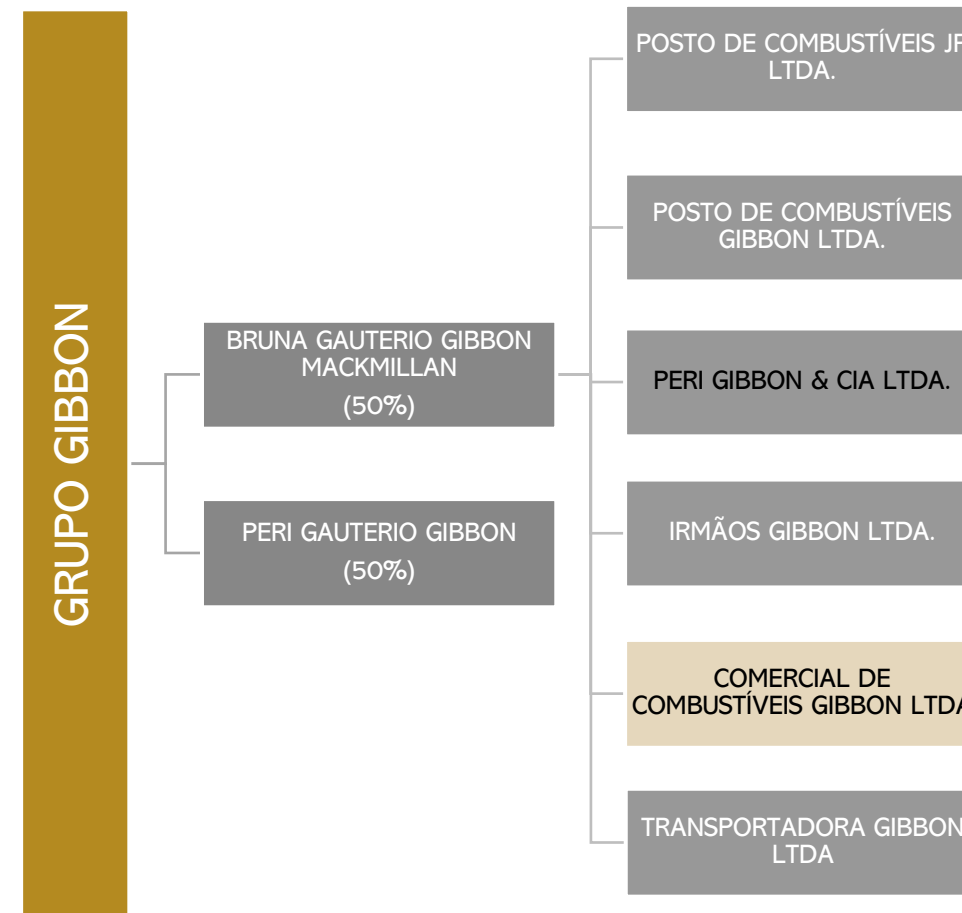 GRUPO GIBBON
BRUNA GAUTERIO GIBBON
MACKMILLAN
(50%)
PERI GAUTERIO GIBBON
(50%)
POSTO DE COMBUSTÍVEIS
LTDA.
POSTO DE COMBUSTÍVEIS
GIBBON LTDA.
PERI GIBBON & CIA LTDA.
IRMÃOS GIBBON LTDA.
COMERCIAL DE
COMBUSTÍVEIS GIBBON LTDA
TRANSPORTADORA GIBBON
LTDA